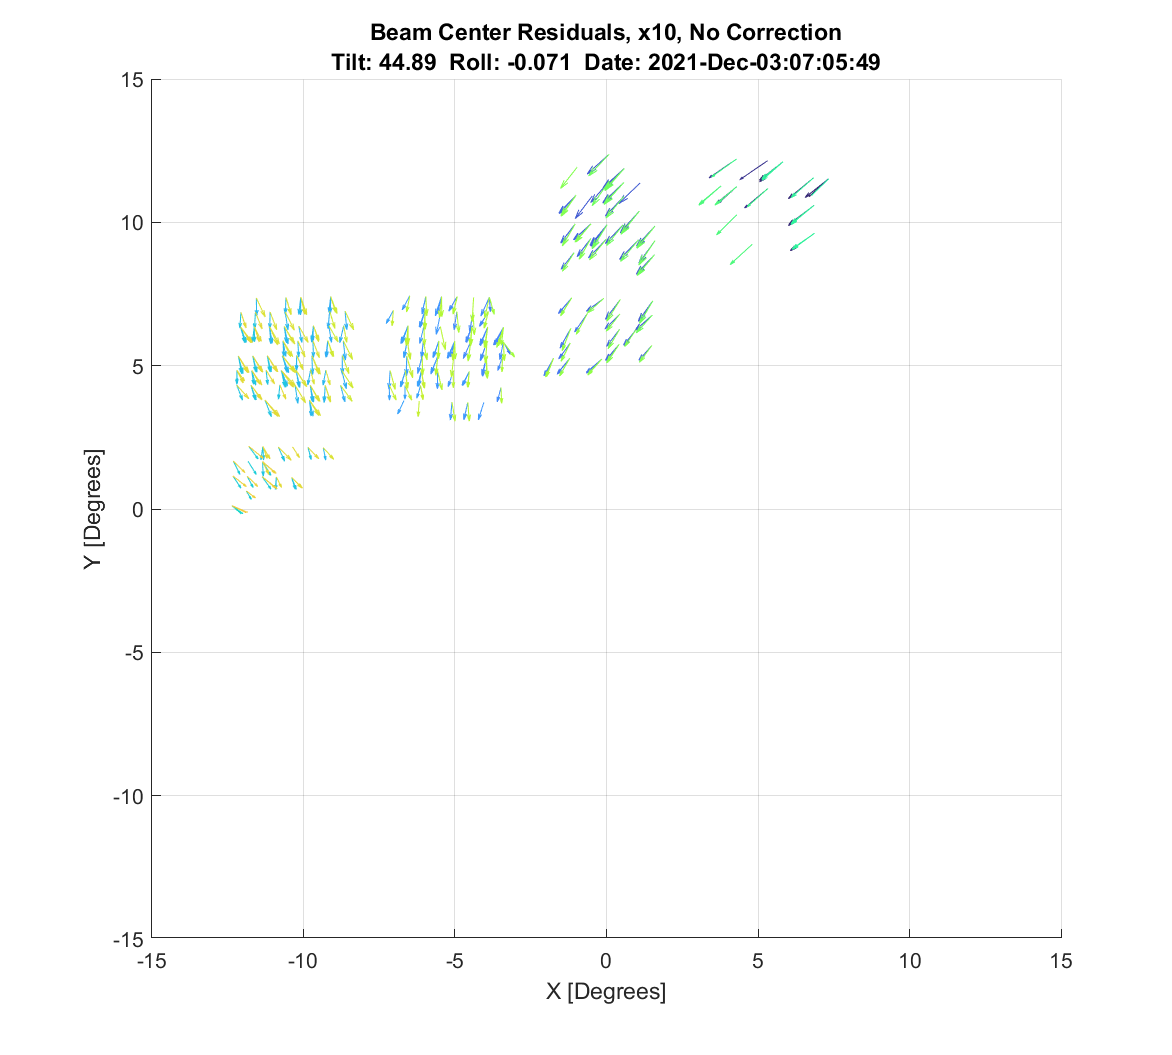 Beam Center Residuals, x10, No Correction
Tilt: 44.89 Roll: -0.071 Date: 2021-Dec-03:07:05:49
15
10
5
0
-5
-10
-15
Y [Degrees]
-15 -10 -5 0 5 10 15
X [Degrees]